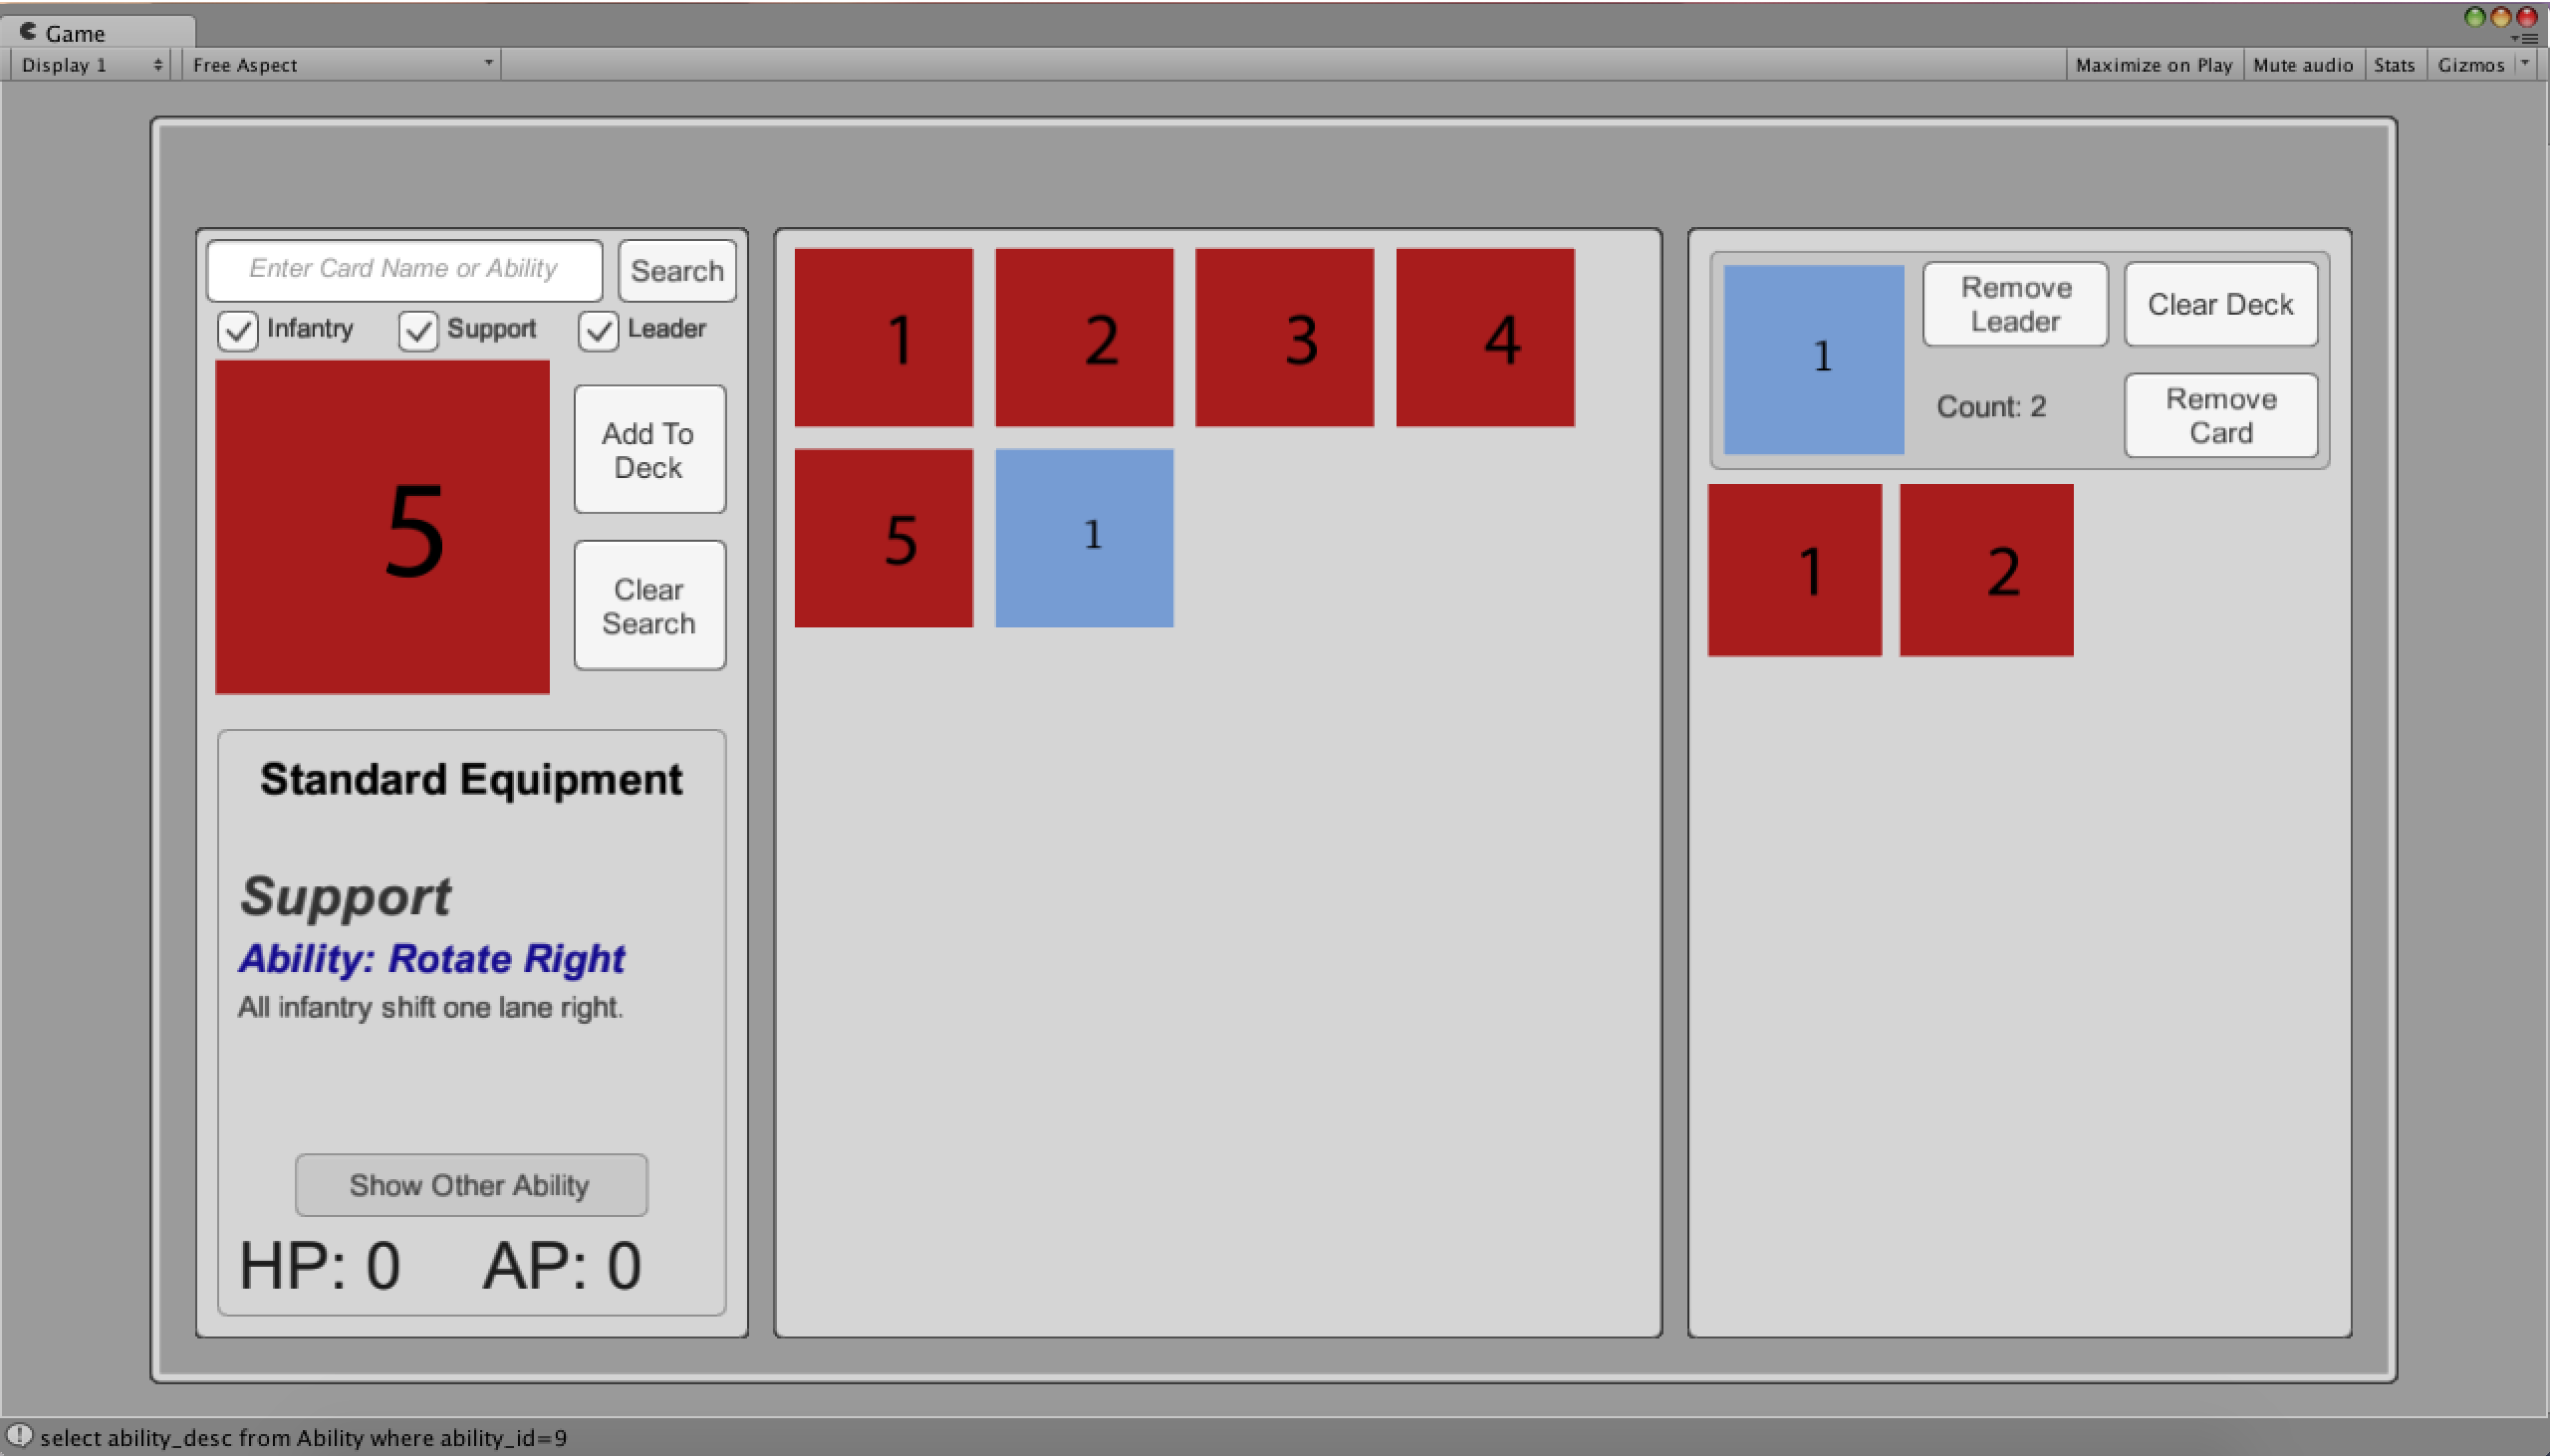 Game
Display 1
Free Aspect
Maximize on Play
Mute audio
Stats
Gizmos
Enter Card Name or Ability
Search
Infantry
Support
Leader
5
Add To
Deck
Clear
Search
Standard Equipment
Support
Ability: Rotate Right
All infantry shift one lane right.
Show Other Ability
HP: 0
AP: 0
1
2
3
4
5
1
1
Remove
Leader
Clear Deck
Count: 2
Remove
Card
1
2
select ability_desc from Ability where ability_id=9